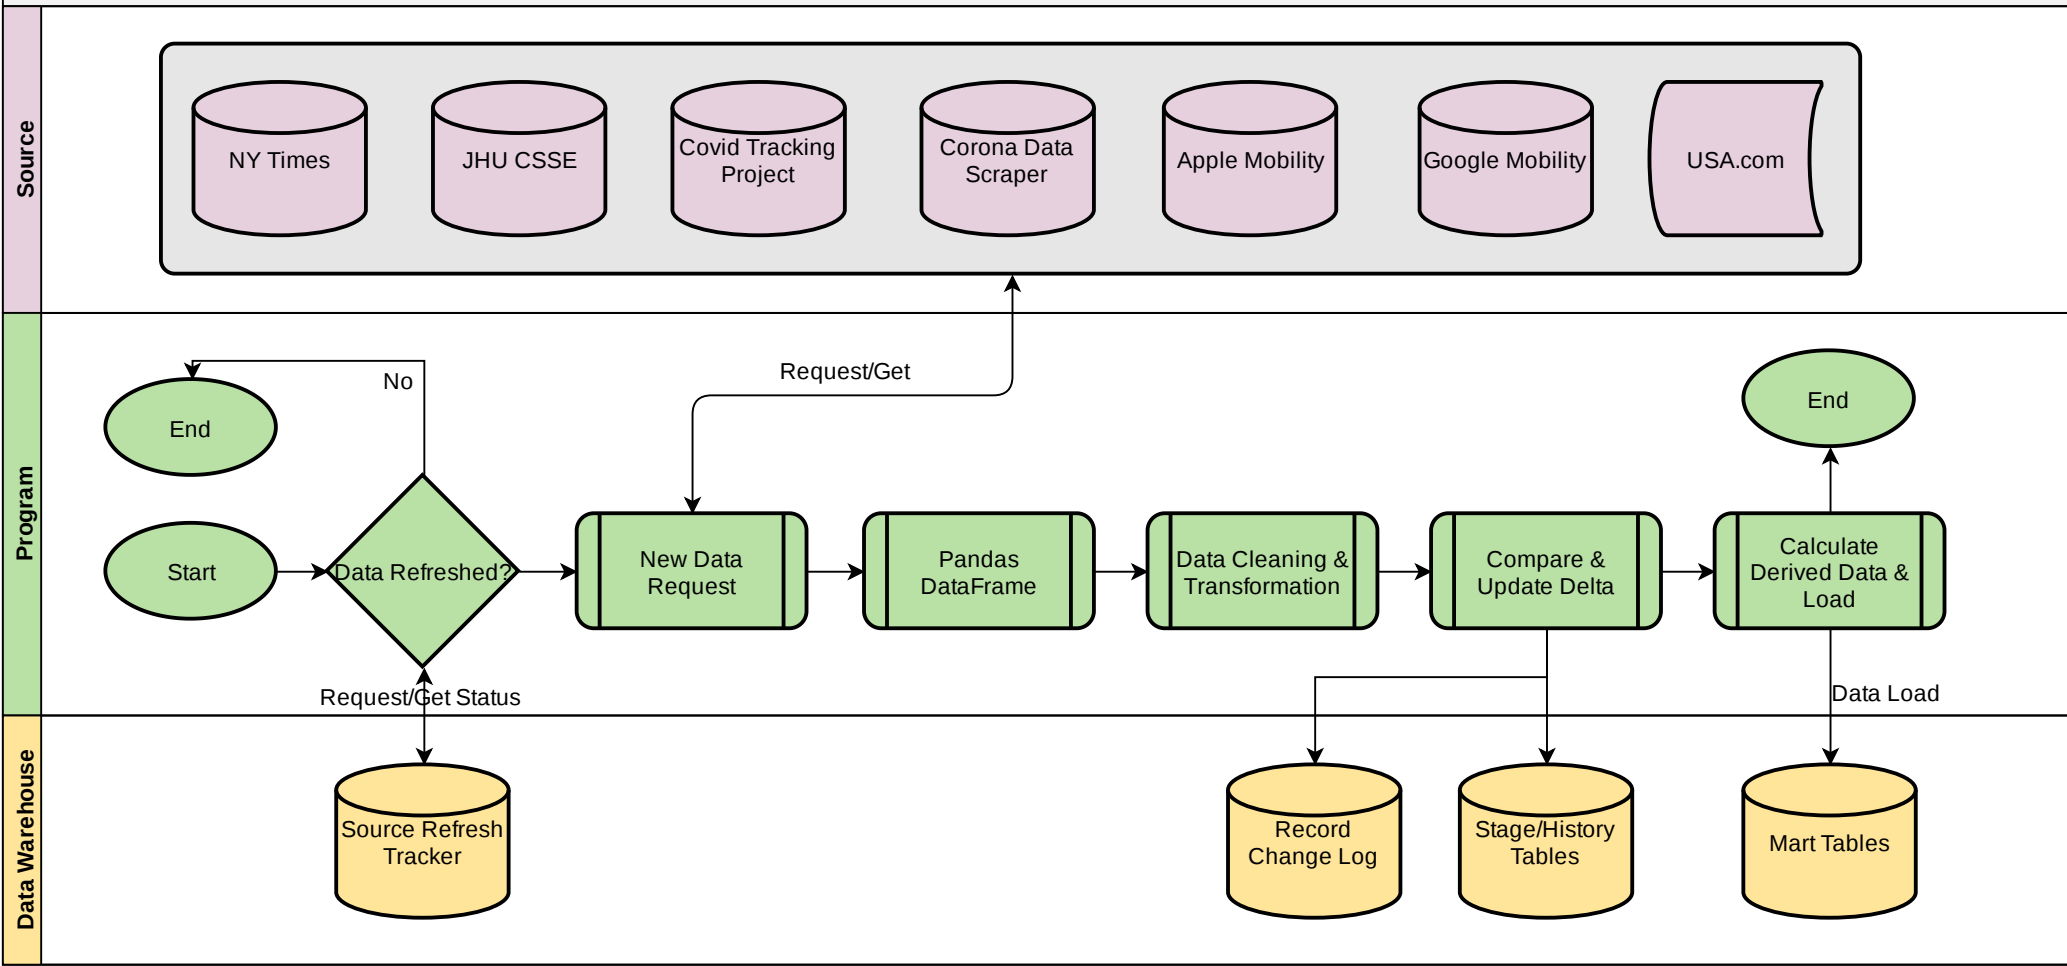 Source
NY Times
JHU CSSE
Covid Tracking
Project
Corona Data
Scraper
Apple Mobility
Google Mobility
USA.com
Program
Request/Get
No
End
End
Start
Data Refreshed?
New Data
Request
Pandas
DataFrame
Data Cleaning &
Transformation
Compare &
Update Delta
Calculate
Derived Data &
Load
Request/Get Status
Data Load
Data Warehouse
Source Refresh
Tracker
Record
Change Log
Stage/History
Tables
Mart Tables